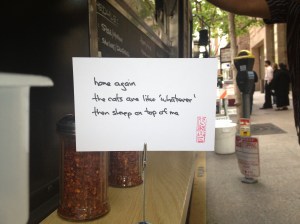 home again
the cats are like 'whatever'
then sleep on top of me